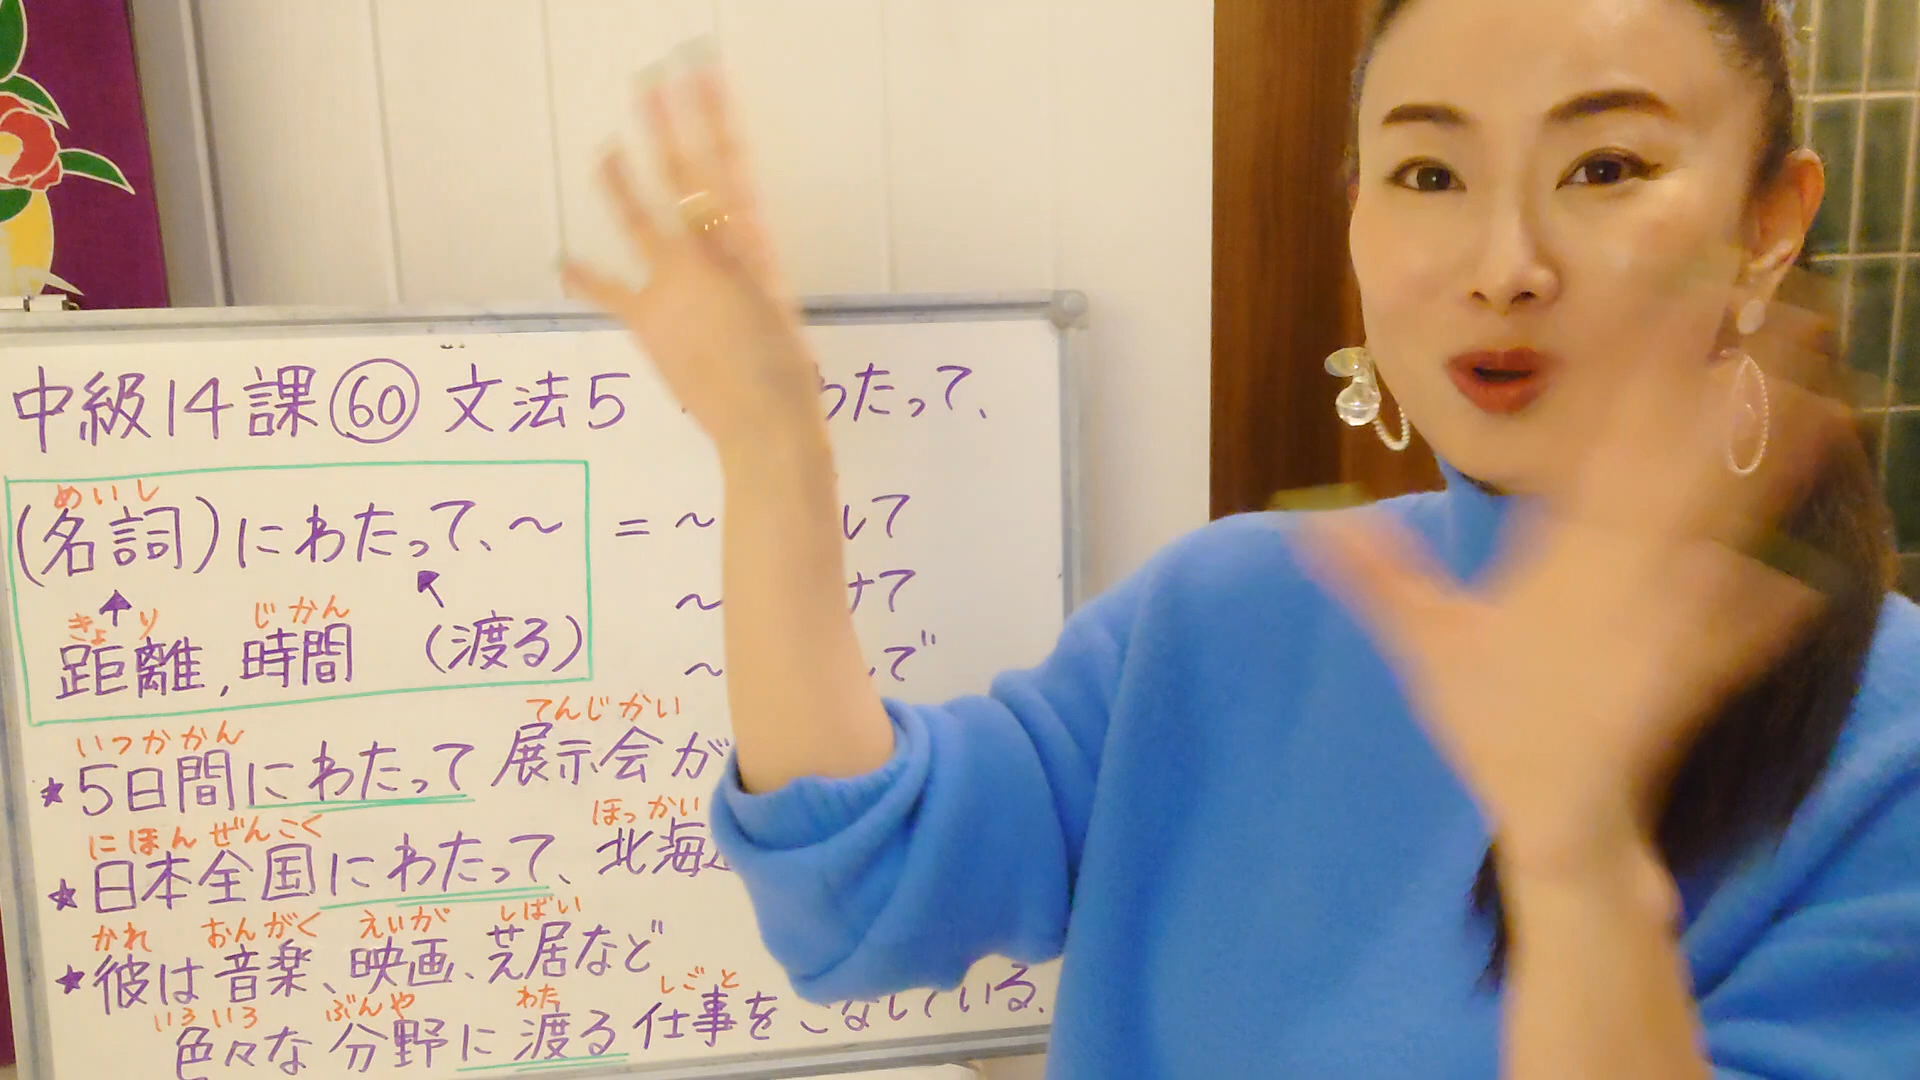 中級14課 60 文法5 わたって、
めいし
(名詞)にわたって、～ = ～ して
～ けて
きょり じかん
距離,時間 (渡る) ～ で
いつかかん てんじかい
★5日間にわたって 展示会が
にほんぜんこく ほっかい
★日本全国にわたって、北海
かれ おんがく えいが しばい
★彼は音楽、映画、芝居など
いろいろ ぶんや わた しごと
色々な分野に渡る仕事をこなしている.